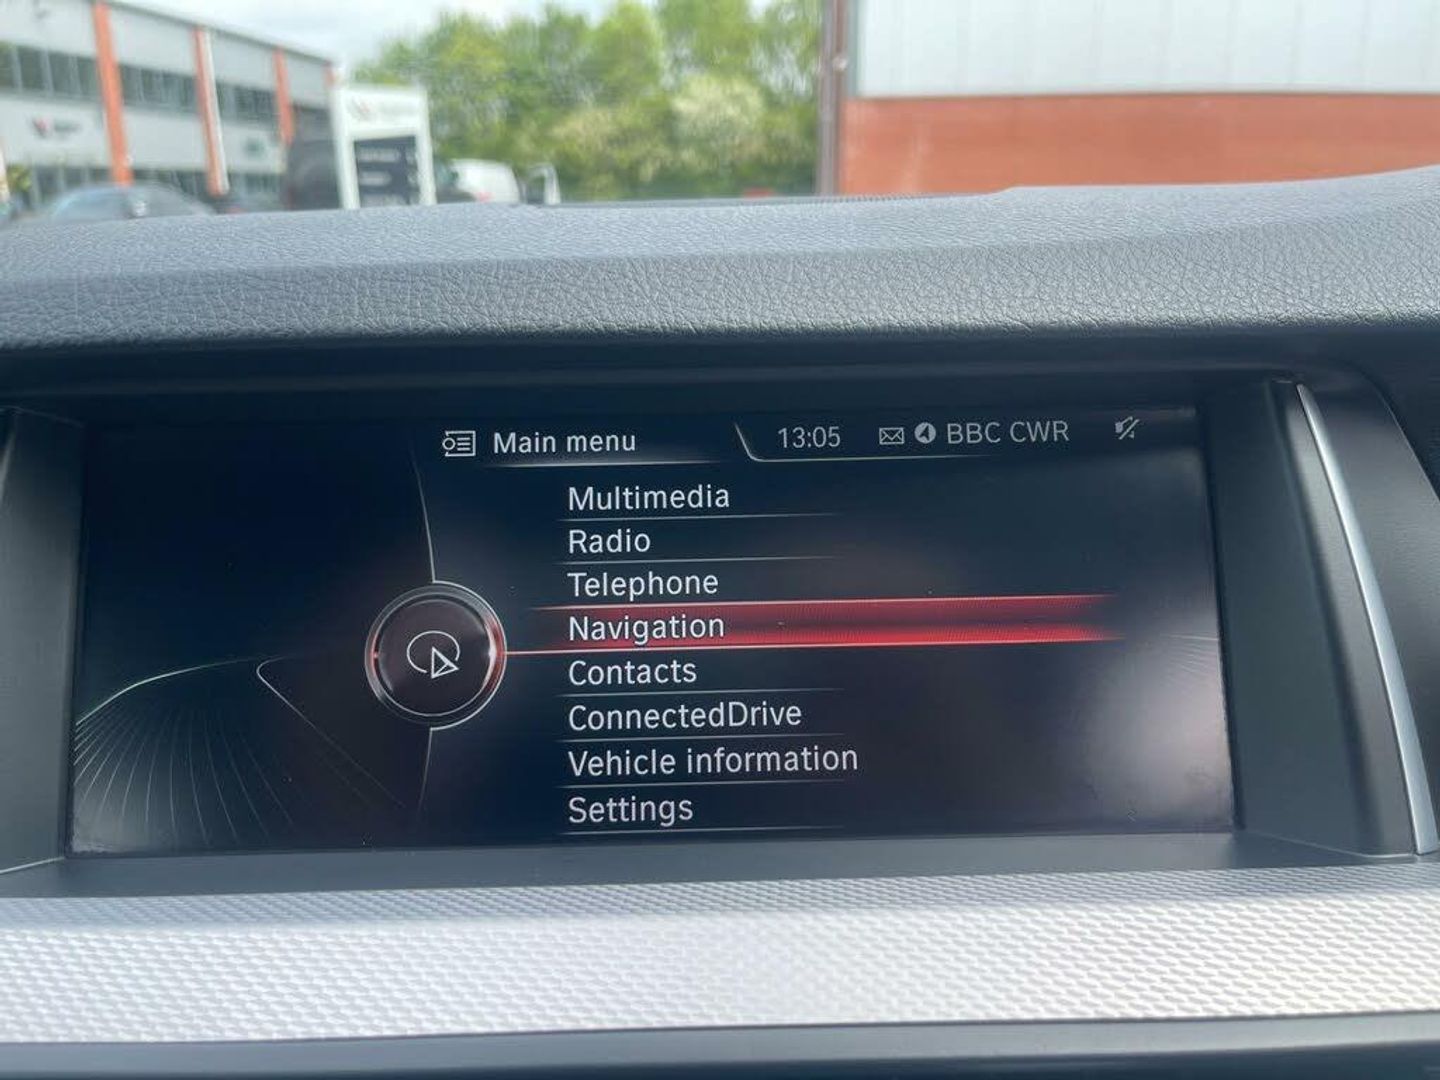 Main menu
13:05
BBC CWR
Multimedia
Radio
Telephone
Navigation
Contacts
ConnectedDrive
Vehicle information
Settings